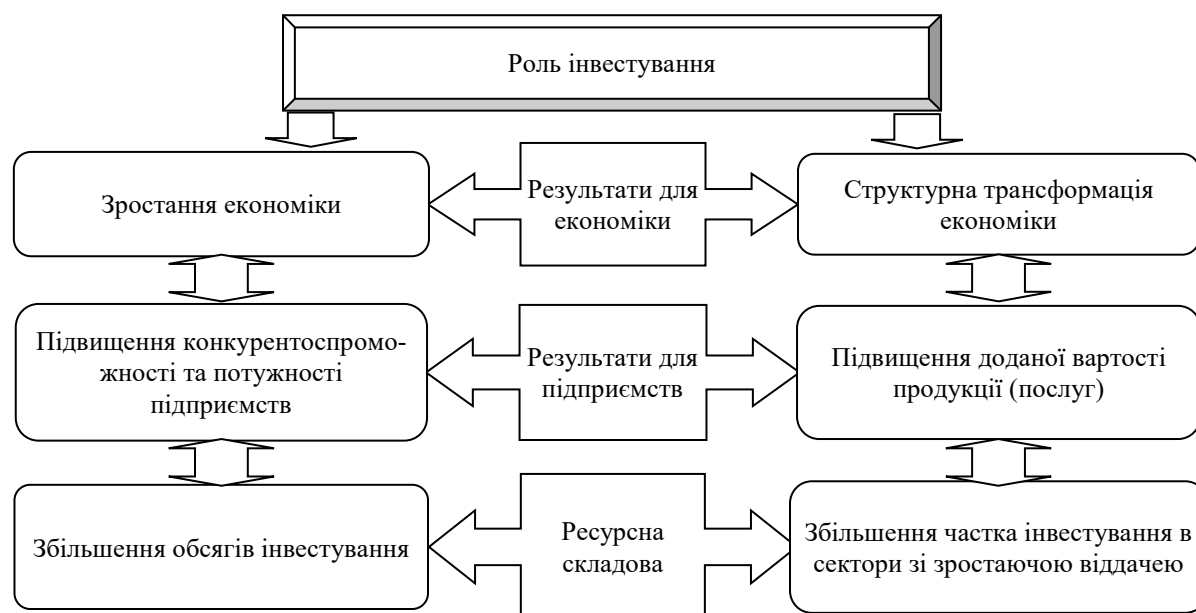 Роль інвестування
Зростання економіки
Результати для
економіки
Структурна трансформація
економіки
Підвищення конкурентоспромо-
жності та потужності
підприємств
Результати для
підприємств
Підвищення доданої вартості
продукції (послуг)
Збільшення обсягів інвестування
Ресурсна
складова
Збільшення частка інвестування в
сектори зі зростаючою віддачею